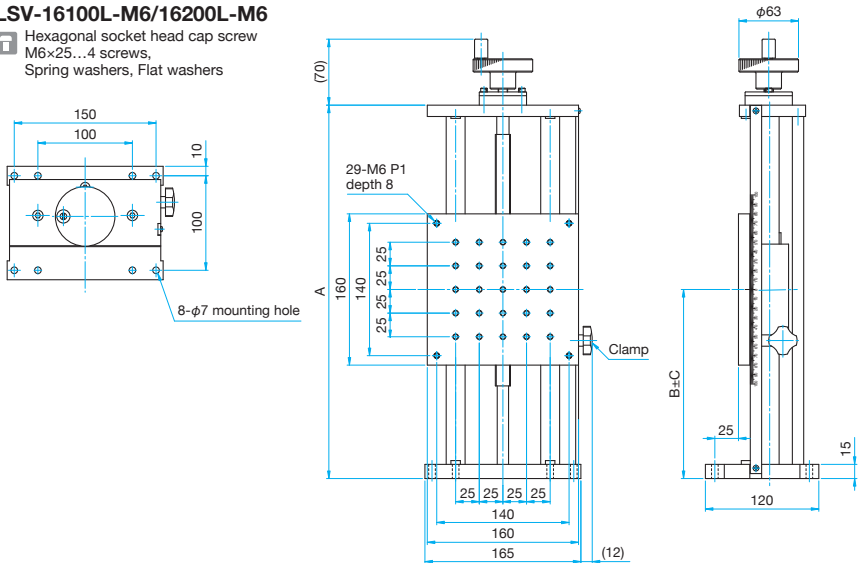 LSV-16100L-M6/16200L-M6
Hexagonal socket head cap screw
M6×25…4 screws,
Spring washers, Flat washers
150
100
10
100
8-φ7 mounting hole
(70)
29-M6 P1
depth 8
A
160
140
25
25
25
25
Clamp
25 25 25 25
140
160
165
(12)
φ63
B±C
25
15
120